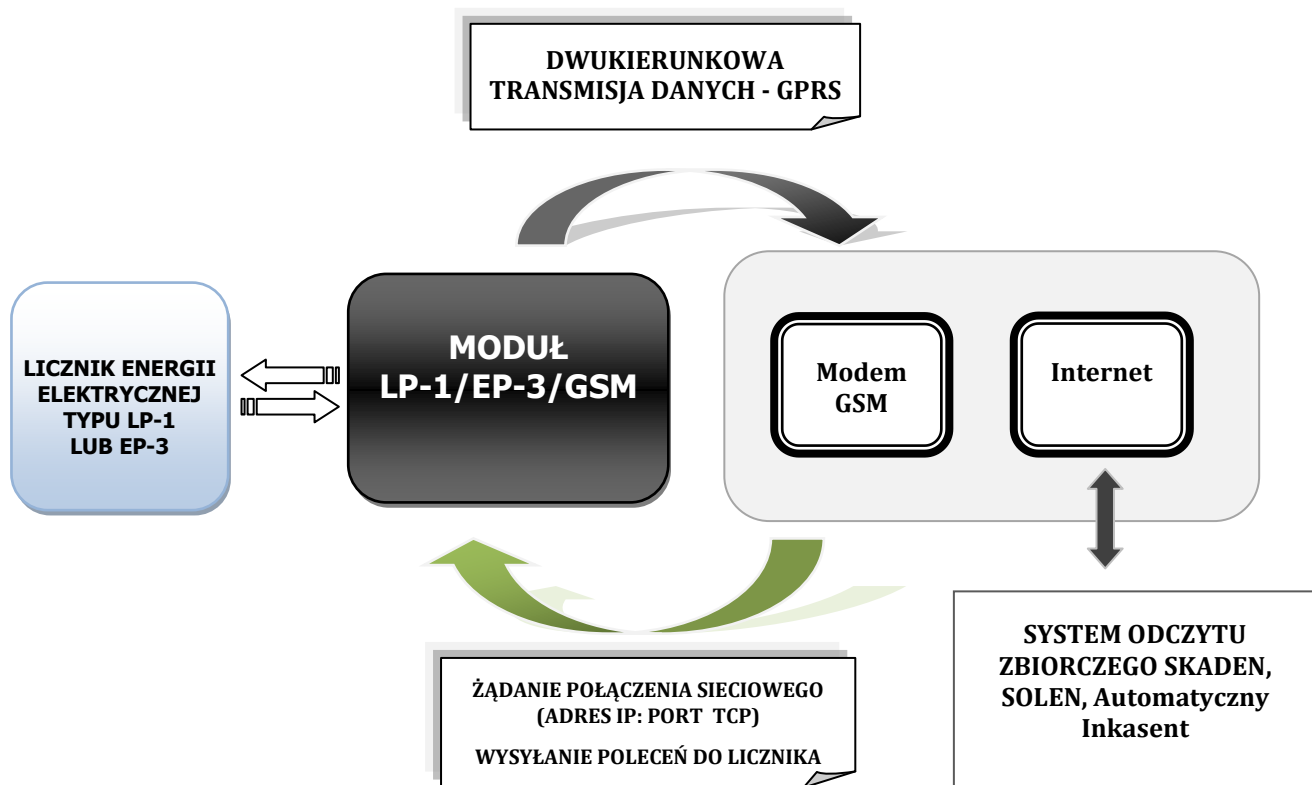 DWUKIERUNKOWA
TRANSMISJA DANYCH - GPRS
LICZNIK ENERGII
ELEKTRYCZNEJ
TYPU LP-1
LUB EP-3
MODUŁ
LP-1/EP-3/GSM
Modem
GSM
Internet
ŻĄDANIE POŁĄCZENIA SIECIOWEGO
(ADRES IP: PORT TCP)
WYSYŁANIE POLECEŃ DO LICZNIKA
SYSTEM ODCZYTU
ZBIORCZEGO SKADEN,
SOLEN, Automatyczny
Inkasent